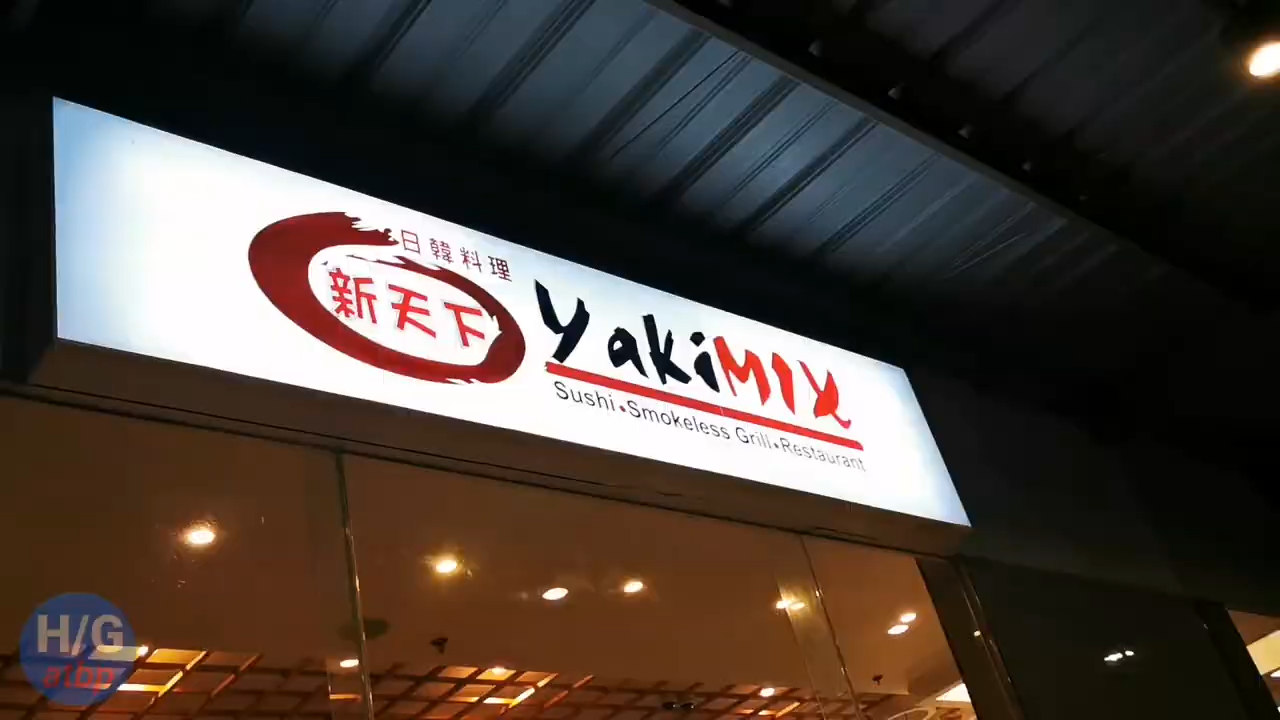 日韓料理
新天下
yakiMIX
Sushi•Smokeless Grill•Restaurant
H/G
atbp